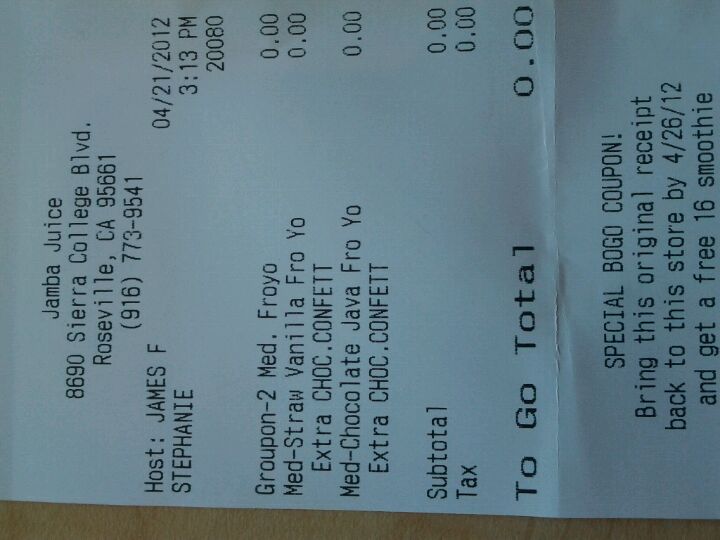 Jamba Juice
8690 Sierra College Blvd.
Roseville, CA 95661
(916) 773-9541
Host: JAMES F 04/21/2012
STEPHANIE 3:13 PM
20080
Groupon-2 Med. Froyo 0.00
Med-Straw Vanilla Fro Yo 0.00
Extra CHOC.CONFETT
Med-Chocolate Java Fro Yo 0.00
Extra CHOC.CONFETT
Subtotal 0.00
Tax 0.00
To Go Total 0.00
SPECIAL BOGO COUPON!
Bring this original receipt
back to this store by 4/26/12
and get a free 16 smoothie